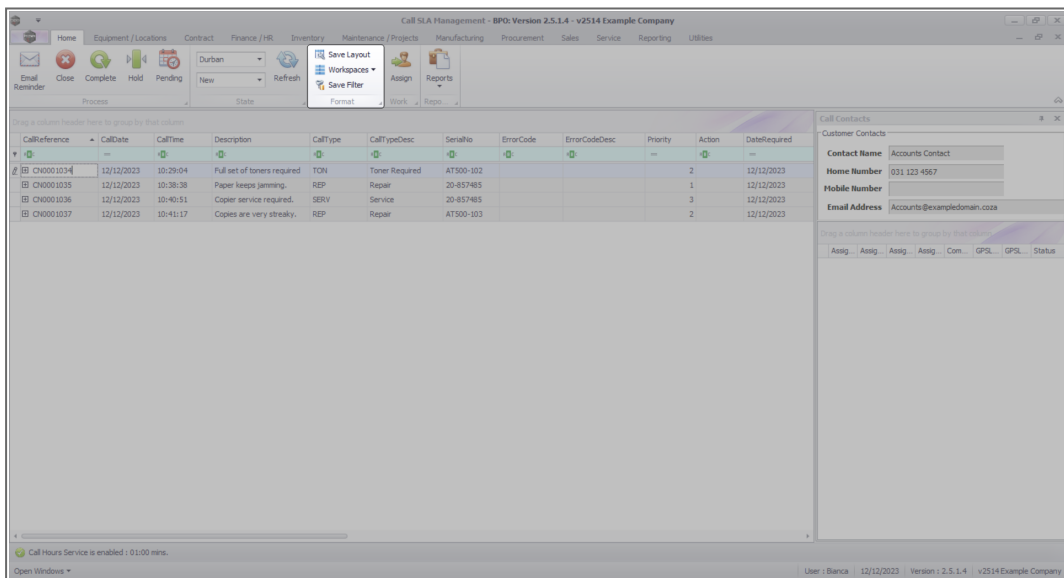 Call SLA Management - BPO: Version 2.5.1.4 - v2514 Example Company
Home Equipment / Locations Contract Finance / HR Inventory Maintenance / Projects Manufacturing Procurement Sales Service Reporting Utilities
Email Reminder Close Complete Hold Pending
Durban
New
Refresh
Save Layout
Workspaces
Save Filter
Assign
Reports
Process State Format Work Repo...
Drag a column header here to group by that column
CallReference CallDate CallTime Description CallType CallTypeDesc SerialNo ErrorCode ErrorCodeDesc Priority Action DateRequired
CN0001034 12/12/2023 10:29:04 Full set of toners required TON Toner Required AT500-102 2 12/12/2023
CN0001035 12/12/2023 10:38:38 Paper keeps jamming. REP Repair 20-857485 1 12/12/2023
CN0001036 12/12/2023 10:40:51 Copier service required. SERV Service 20-857485 3 12/12/2023
CN0001037 12/12/2023 10:41:17 Copies are very streaky. REP Repair AT500-103 2 12/12/2023
Call Contacts
Customer Contacts
Contact Name Accounts Contact
Home Number 031 123 4567
Mobile Number
Email Address Accounts@exampledomain.coza
Drag a column header here to group by that column
Assig... Assig... Assig... Assig... Com... GPSL... GPSL... Status
Call Hours Service is enabled : 01:00 mins.
Open Windows
User : Bianca 12/12/2023 Version : 2.5.1.4 v2514 Example Company